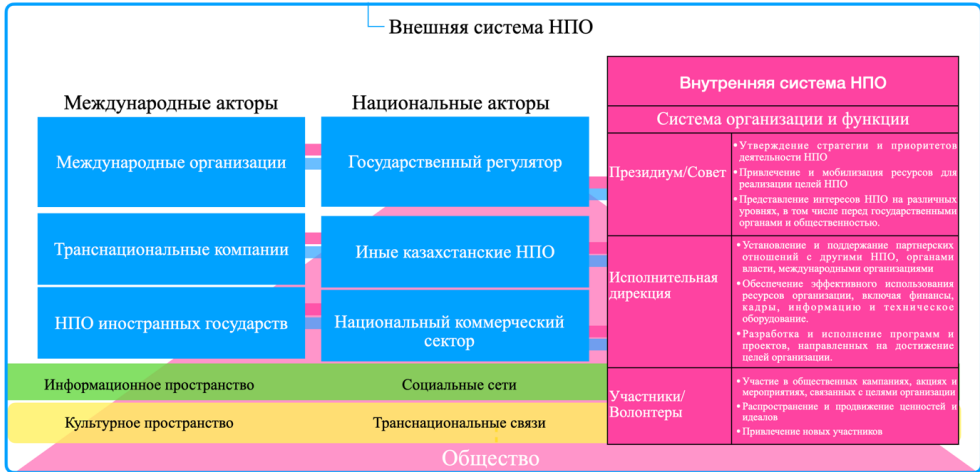 Внешняя система НПО
Международные акторы
Национальные акторы
Международные организации
Государственный регулятор
Транснациональные компании
Иные казахстанские НПО
НПО иностранных государств
Национальный коммерческий
сектор
Информационное пространство
Социальные сети
Культурное пространство
Транснациональные связи
Общество
Внутренняя система НПО
Система организации и функции
Президиум/Совет
•Утверждение стратегии и приоритетов
деятельности НПО
•Привлечение и мобилизация ресурсов для
реализации целей НПО
•Представление интересов НПО на различных
уровнях, в том числе перед государственными
органами и общественностью.
Исполнительная
дирекция
•Установление и поддержание партнерских
отношений с другими НПО, органами
власти, международными организациями
•Обеспечение эффективного использования
ресурсов организации, включая финансы,
кадры, информацию и техническое
оборудование.
•Разработка и исполнение программ и
проектов, направленных на достижение
целей организации.
Участники/
Волонтеры
•Участие в общественных кампаниях, акциях и
мероприятиях, связанных с целями организации
•Распространение и продвижение ценностей и
идеалов
•Привлечение новых участников